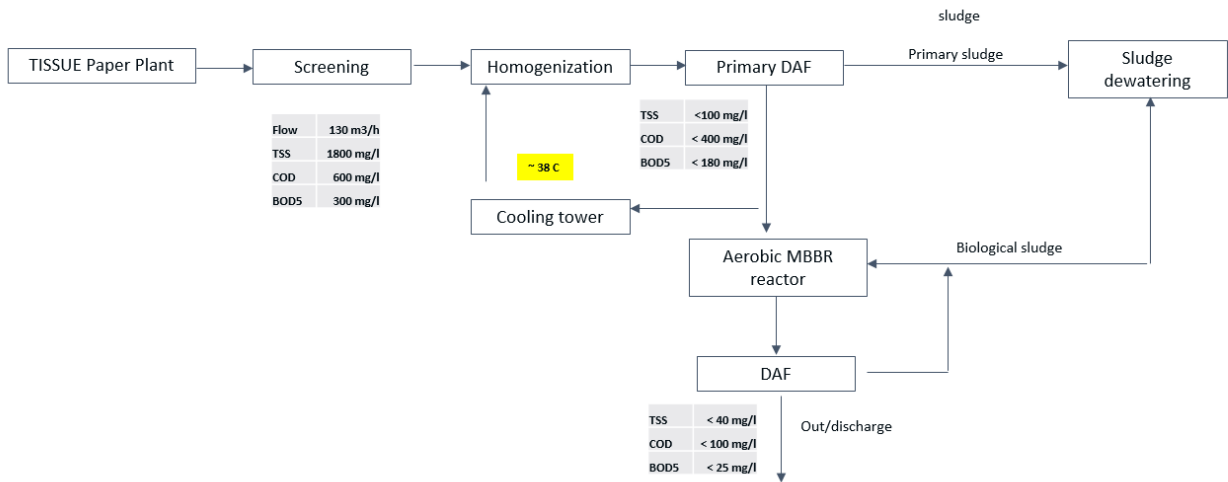 sludge
TISSUE Paper Plant
Screening
Homogenization
Primary DAF
Primary sludge
Sludge
dewatering
Flow 130 m3/h
TSS 1800 mg/l
COD 600 mg/l
BOD5 300 mg/l
TSS <100 mg/l
COD < 400 mg/l
BOD5 < 180 mg/l
~ 38 C
Cooling tower
Aerobic MBBR
reactor
Biological sludge
DAF
TSS < 40 mg/l
COD < 100 mg/l
BOD5 < 25 mg/l
Out/discharge